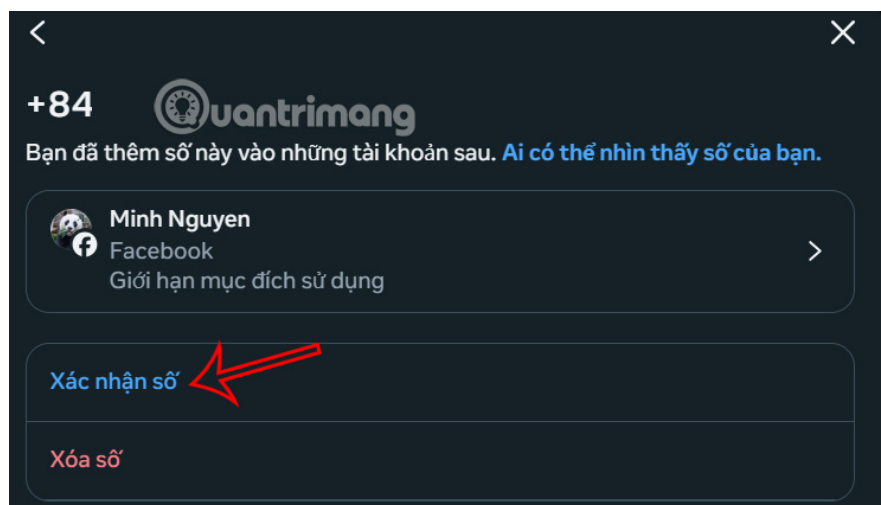 +84
Quantrimang
Bạn đã thêm số này vào những tài khoản sau. Ai có thể nhìn thấy số của bạn.
Minh Nguyen
Facebook
Giới hạn mục đích sử dụng
Xác nhận số
Xóa số